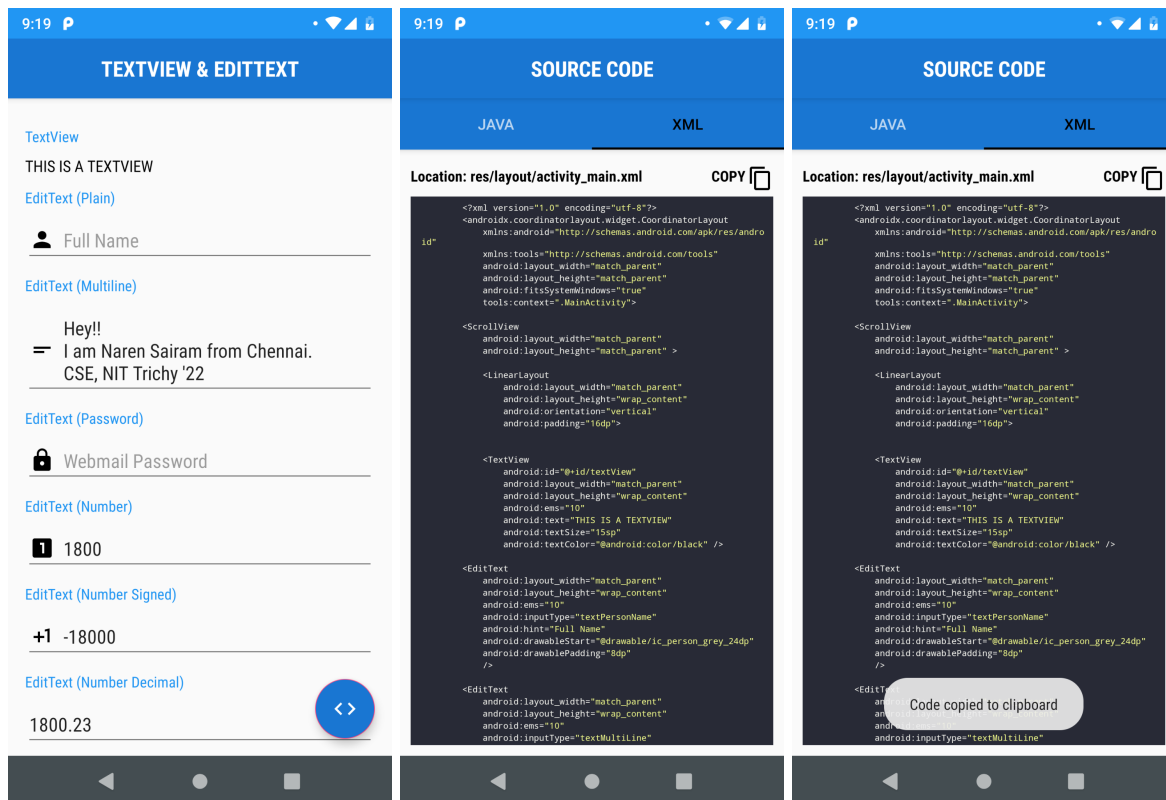 9:19
TEXTVIEW & EDITTEXT
TextView
THIS IS A TEXTVIEW
EditText (Plain)
Full Name
EditText (Multiline)
Hey!!
I am Naren Sairam from Chennai.
CSE, NIT Trichy '22
EditText (Password)
Webmail Password
EditText (Number)
1
1800
EditText (Number Signed)
+1 -18000
EditText (Number Decimal)
1800.23
<>
9:19
SOURCE CODE
JAVA XML
Location: res/layout/activity_main.xml COPY
<?xml version="1.0" encoding="utf-8"?>
<androidx.coordinatorlayout.widget.CoordinatorLayout
xmlns:android="http://schemas.android.com/apk/res/andro
id"
xmlns:tools="http://schemas.android.com/tools"
android:layout_width="match_parent"
android:layout_height="match_parent"
android:fitsSystemWindows="true"
tools:context=".MainActivity">
<ScrollView
android:layout_width="match_parent"
android:layout_height="match_parent" >
<LinearLayout
android:layout_width="match_parent"
android:layout_height="wrap_content"
android:orientation="vertical"
android:padding="16dp">
<TextView
android:id="@+id/textView"
android:layout_width="match_parent"
android:layout_height="wrap_content"
android:ems="10"
android:text="THIS IS A TEXTVIEW"
android:textSize="15sp"
android:textColor="@android:color/black" />
<EditText
android:layout_width="match_parent"
android:layout_height="wrap_content"
android:ems="10"
android:inputType="textPersonName"
android:hint="Full Name"
android:drawableStart="@drawable/ic_person_grey_24dp"
android:drawablePadding="8dp"
/>
<EditText
android:layout_width="match_parent"
android:layout_height="wrap_content"
android:ems="10"
android:inputType="textMultiLine"
9:19
SOURCE CODE
JAVA XML
Location: res/layout/activity_main.xml COPY
<?xml version="1.0" encoding="utf-8"?>
<androidx.coordinatorlayout.widget.CoordinatorLayout
xmlns:android="http://schemas.android.com/apk/res/andro
id"
xmlns:tools="http://schemas.android.com/tools"
android:layout_width="match_parent"
android:layout_height="match_parent"
android:fitsSystemWindows="true"
tools:context=".MainActivity">
<ScrollView
android:layout_width="match_parent"
android:layout_height="match_parent" >
<LinearLayout
android:layout_width="match_parent"
android:layout_height="wrap_content"
android:orientation="vertical"
android:padding="16dp">
<TextView
android:id="@+id/textView"
android:layout_width="match_parent"
android:layout_height="wrap_content"
android:ems="10"
android:text="THIS IS A TEXTVIEW"
android:textSize="15sp"
android:textColor="@android:color/black" />
<EditText
android:layout_width="match_parent"
android:layout_height="wrap_content"
android:ems="10"
android:inputType="textPersonName"
android:hint="Full Name"
android:drawableStart="@drawable/ic_person_grey_24dp"
android:drawablePadding="8dp"
/>
Code copied to clipboard
android:inputType="textMultiLine"